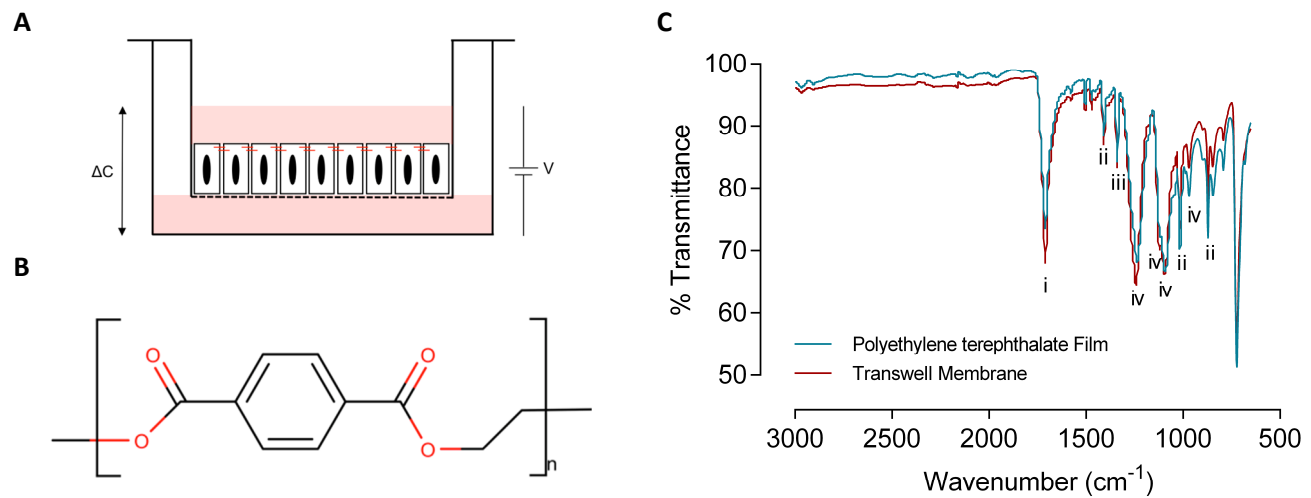 A
ΔC
V
B
O
O
O
O
n
C
100
90
80
70
60
50
% Transmittance
i
ii
iii
iv
iv
iv
ii
iv
ii
Polyethylene terephthalate Film
Transwell Membrane
3000 2500 2000 1500 1000 500
Wavenumber (cm⁻¹)